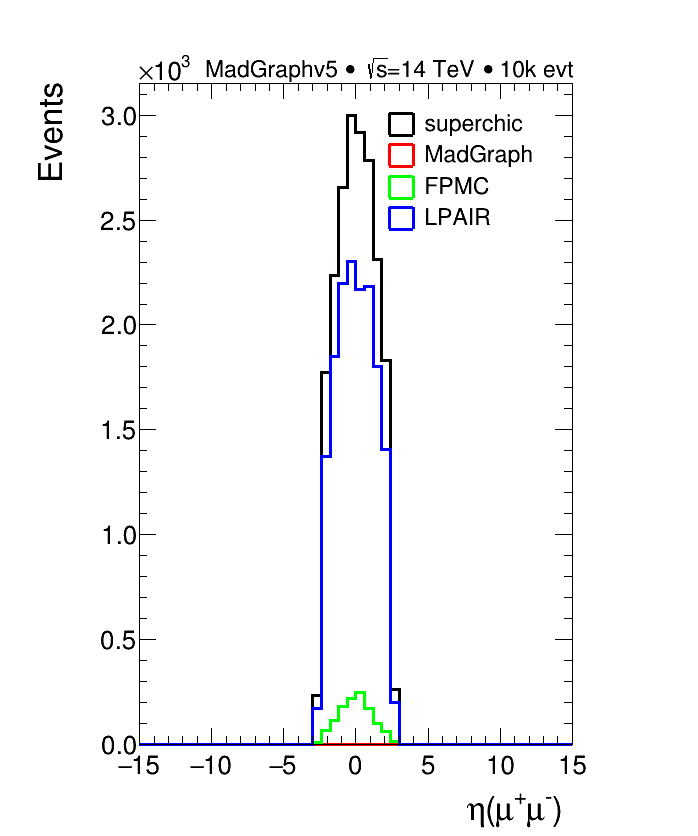 ×10³ MadGraphv5 • √s=14 TeV • 10k evt
Events
superchic
MadGraph
FPMC
LPAIR
3.0
2.5
2.0
1.5
1.0
0.5
0.0
−15 −10 −5 0 5 10 15
η(μ⁺μ⁻)